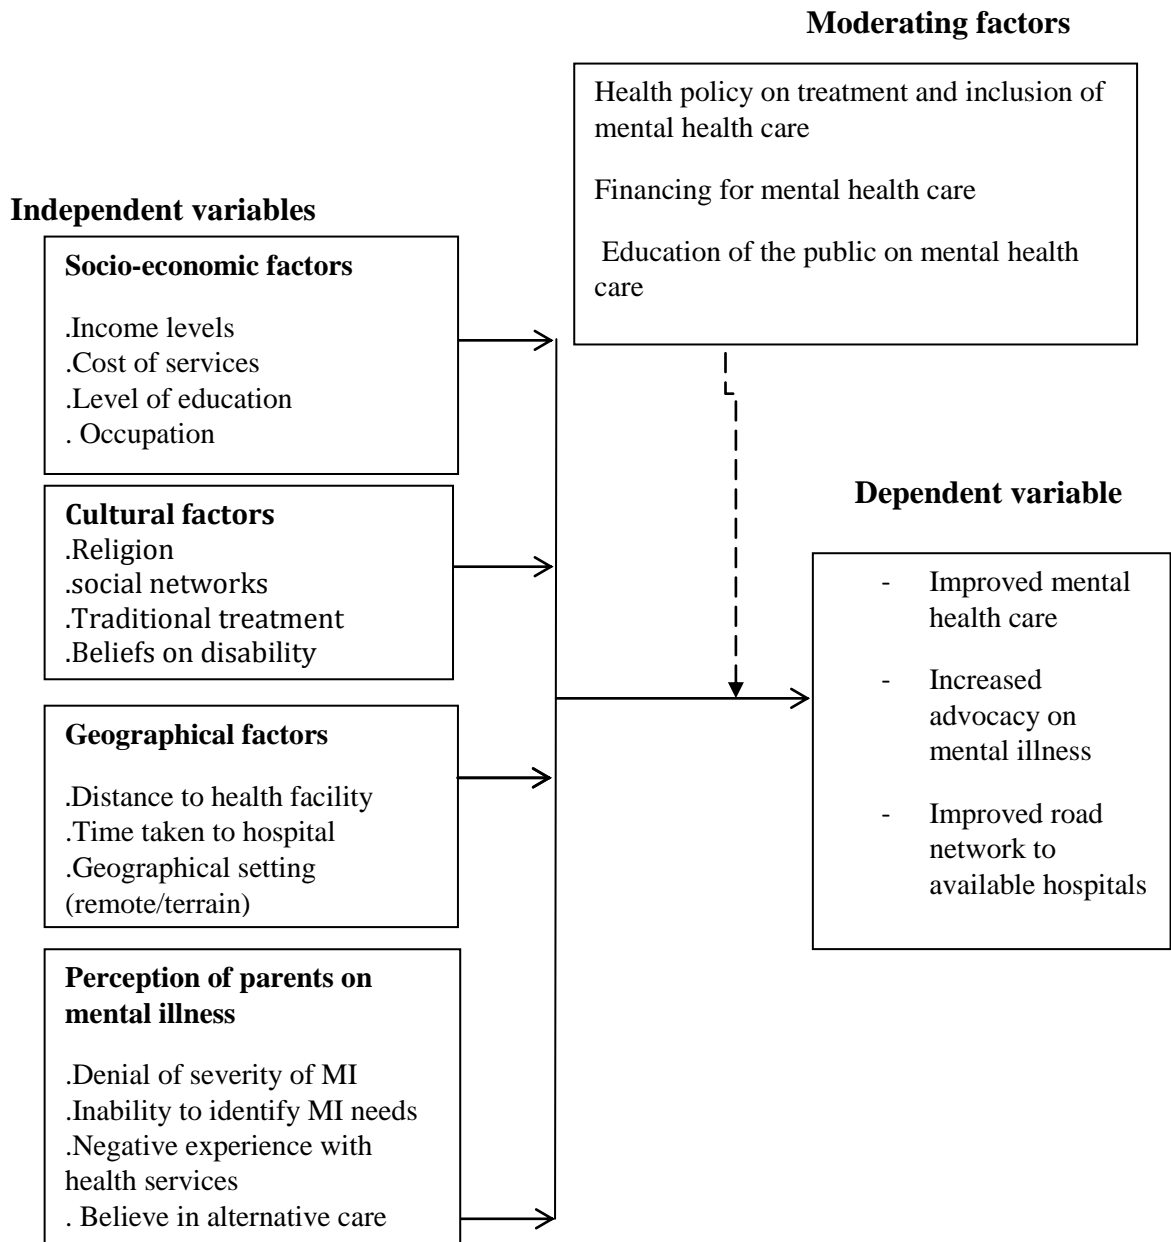 Moderating factors
Health policy on treatment and inclusion of
mental health care
Financing for mental health care
Education of the public on mental health
care
Independent variables
Socio-economic factors
.Income levels
.Cost of services
.Level of education
. Occupation
Cultural factors
.Religion
.social networks
.Traditional treatment
.Beliefs on disability
Geographical factors
.Distance to health facility
.Time taken to hospital
.Geographical setting
(remote/terrain)
Perception of parents on
mental illness
.Denial of severity of MI
.Inability to identify MI needs
.Negative experience with
health services
. Believe in alternative care
Dependent variable
- Improved mental
health care
- Increased
advocacy on
mental illness
- Improved road
network to
available hospitals